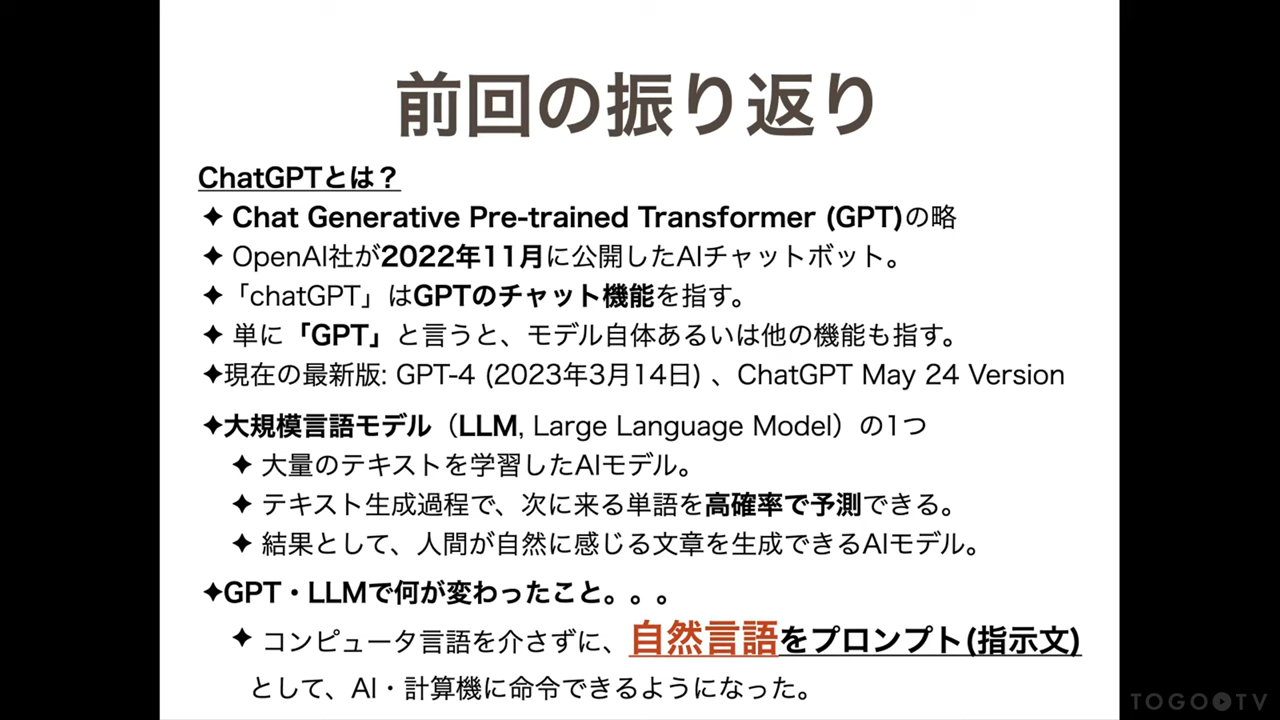 前回の振り返り
ChatGPTとは？
✦ Chat Generative Pre-trained Transformer (GPT)の略
✦ OpenAI社が2022年11月に公開したAIチャットボット。
✦「chatGPT」はGPTのチャット機能を指す。
✦ 単に「GPT」と言うと、モデル自体あるいは他の機能も指す。
✦現在の最新版: GPT-4 (2023年3月14日) 、ChatGPT May 24 Version
✦大規模言語モデル（LLM, Large Language Model）の1つ
✦ 大量のテキストを学習したAIモデル。
✦ テキスト生成過程で、次に来る単語を高確率で予測できる。
✦ 結果として、人間が自然に感じる文章を生成できるAIモデル。
✦GPT・LLMで何が変わったこと。。。
✦ コンピュータ言語を介さずに、自然言語をプロンプト(指示文)
として、AI・計算機に命令できるようになった。
TOGOTV